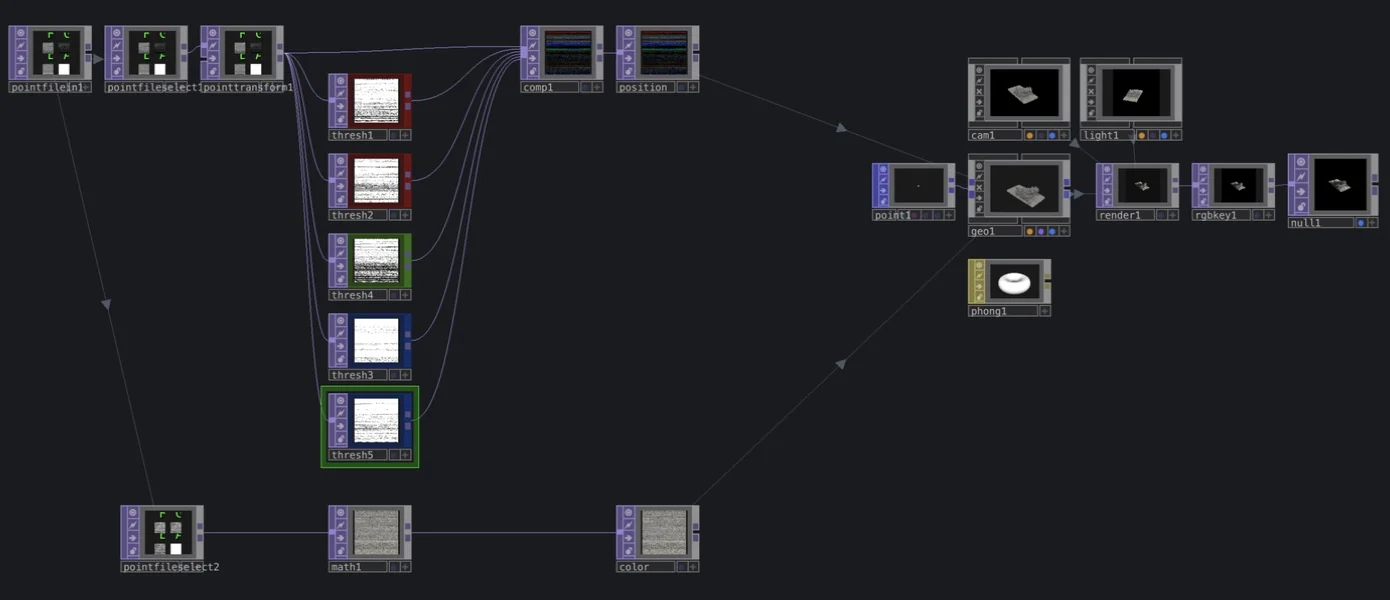 pointfilein1
pointfileselect1
pointtransform1
comp1
position
thresh1
cam1
light1
thresh2
point1
geo1
render1
rgbkey1
null1
thresh4
phong1
thresh3
thresh5
pointfileselect2
math1
color